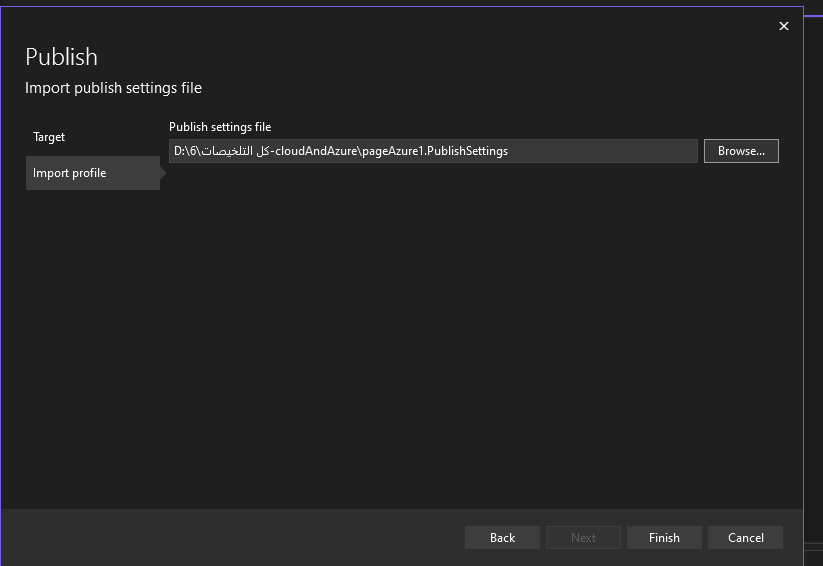 Publish
Import publish settings file
Target
Import profile
Publish settings file
D:\كل التلخيصات\6-cloudAndAzure\pageAzure1.PublishSettings
Browse...
Back
Next
Finish
Cancel